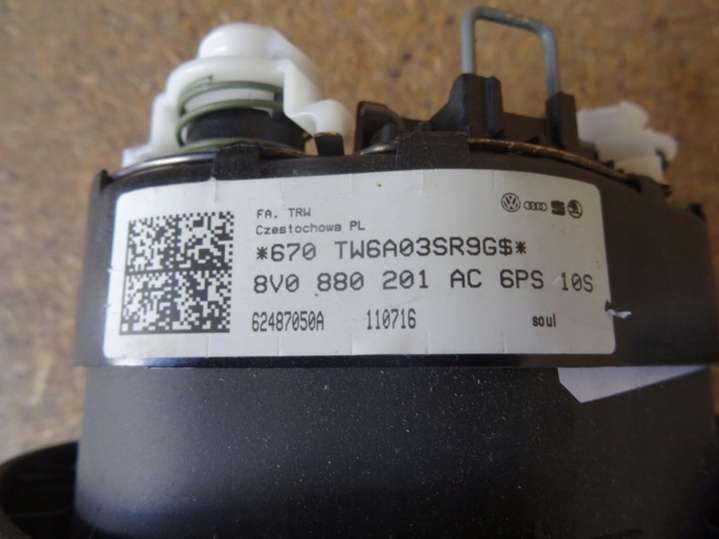 FA. TRW
Czestochowa PL
*670 TW6A03SR9G$*
8V0 880 201 AC 6PS 10S
62487050A 110716 soul